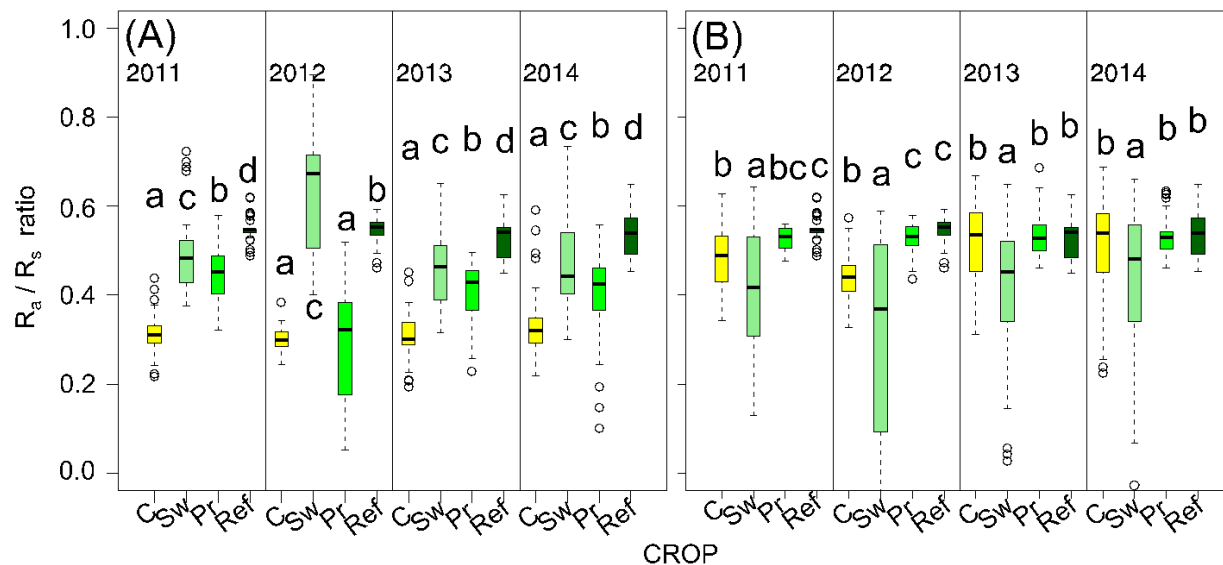 (A) (B)
2011 2012 2013 2014 2011 2012 2013 2014
1.0
0.8
0.6
0.4
0.2
0.0
Ra / Rs ratio
a c b d a c a b a c b d a c b d
b a bc c b a c c b a b b b a b b
C Sw Pr Ref C Sw Pr Ref C Sw Pr Ref C Sw Pr Ref C Sw Pr Ref C Sw Pr Ref C Sw Pr Ref C Sw Pr Ref
CROP